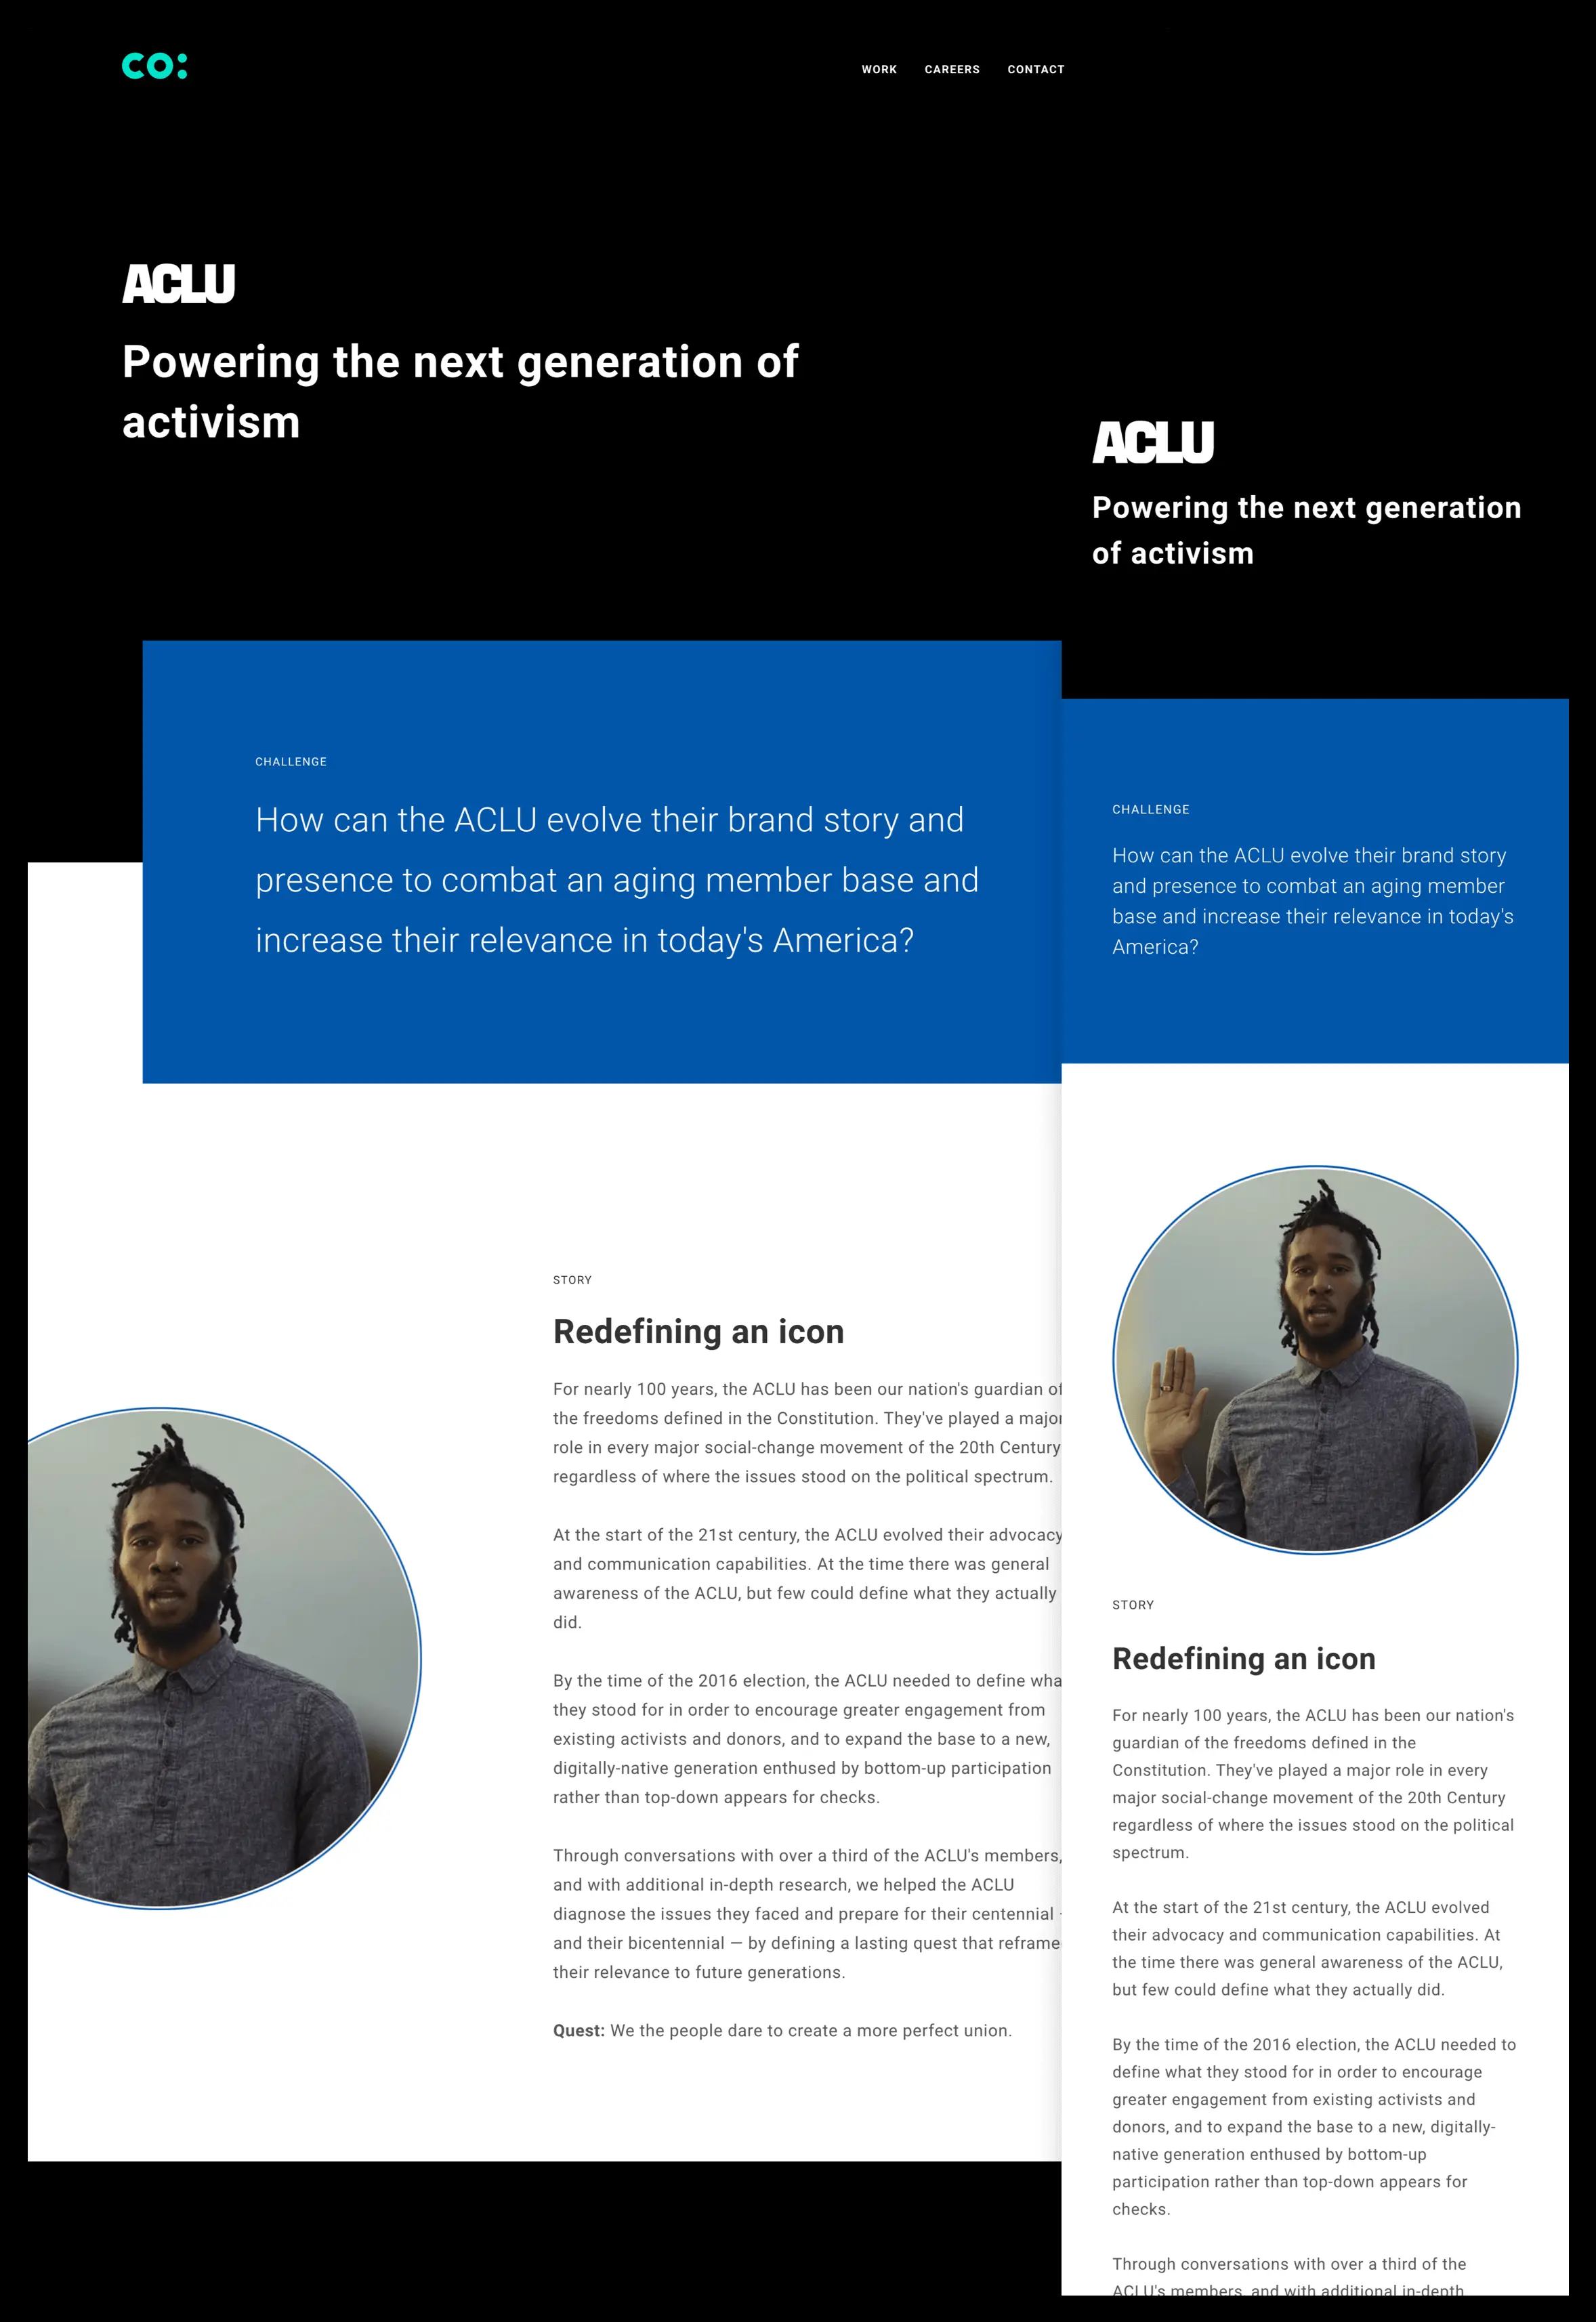 co:
WORK CAREERS CONTACT
ACLU
Powering the next generation of
activism
CHALLENGE
How can the ACLU evolve their brand story and
presence to combat an aging member base and
increase their relevance in today's America?
STORY
Redefining an icon
For nearly 100 years, the ACLU has been our nation's guardian of
the freedoms defined in the Constitution. They've played a major
role in every major social-change movement of the 20th Century
regardless of where the issues stood on the political spectrum.
At the start of the 21st century, the ACLU evolved their advocacy
and communication capabilities. At the time there was general
awareness of the ACLU, but few could define what they actually
did.
By the time of the 2016 election, the ACLU needed to define wha
they stood for in order to encourage greater engagement from
existing activists and donors, and to expand the base to a new,
digitally-native generation enthused by bottom-up participation
rather than top-down appears for checks.
Through conversations with over a third of the ACLU's members,
and with additional in-depth research, we helped the ACLU
diagnose the issues they faced and prepare for their centennial -
and their bicentennial — by defining a lasting quest that reframe
their relevance to future generations.
Quest: We the people dare to create a more perfect union.
ACLU
Powering the next generation
of activism
CHALLENGE
How can the ACLU evolve their brand story
and presence to combat an aging member
base and increase their relevance in today's
America?
STORY
Redefining an icon
For nearly 100 years, the ACLU has been our nation's
guardian of the freedoms defined in the
Constitution. They've played a major role in every
major social-change movement of the 20th Century
regardless of where the issues stood on the political
spectrum.
At the start of the 21st century, the ACLU evolved
their advocacy and communication capabilities. At
the time there was general awareness of the ACLU,
but few could define what they actually did.
By the time of the 2016 election, the ACLU needed to
define what they stood for in order to encourage
greater engagement from existing activists and
donors, and to expand the base to a new, digitally-
native generation enthused by bottom-up
participation rather than top-down appears for
checks.
Through conversations with over a third of the
ACLU's members, and with additional in-depth